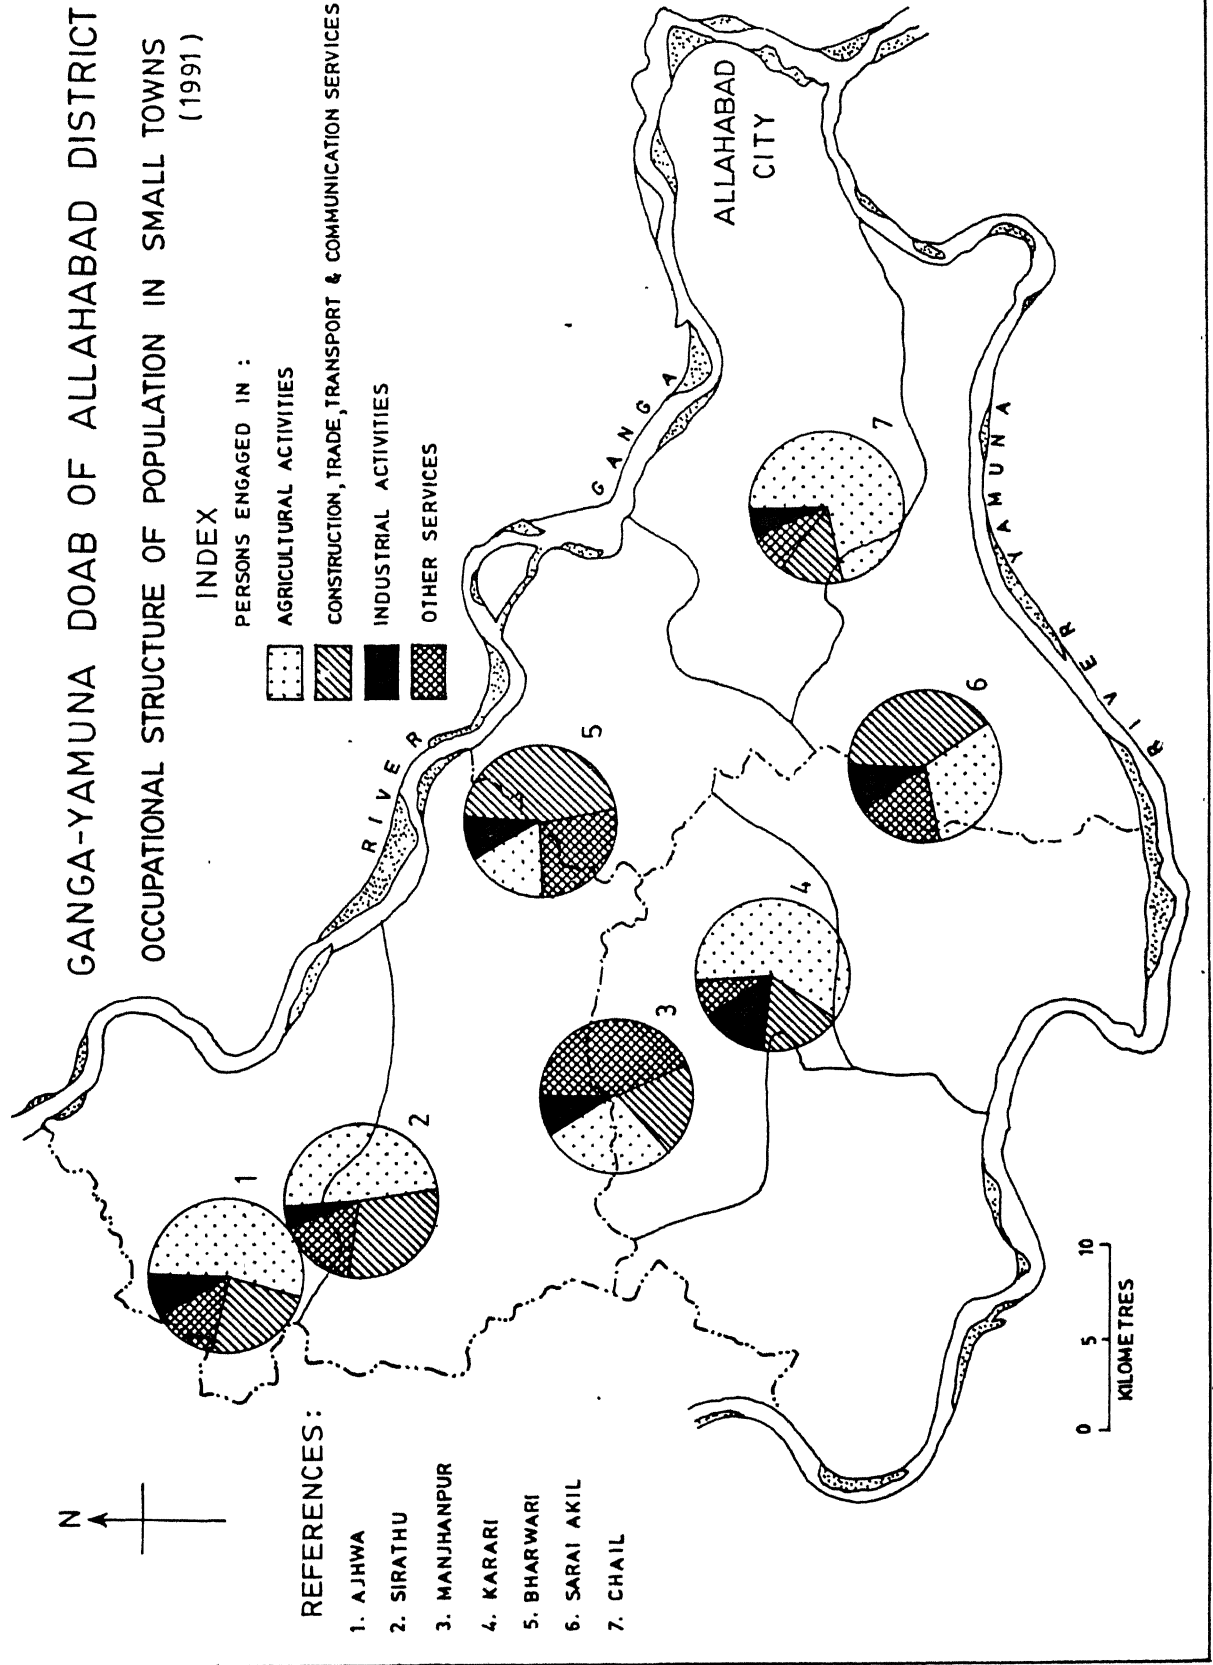 GANGA-YAMUNA DOAB OF ALLAHABAD DISTRICT
OCCUPATIONAL STRUCTURE OF POPULATION IN SMALL TOWNS
(1991)
INDEX
PERSONS ENGAGED IN :
AGRICULTURAL ACTIVITIES
CONSTRUCTION, TRADE, TRANSPORT & COMMUNICATION SERVICES
INDUSTRIAL ACTIVITIES
OTHER SERVICES
N
RIVER GANGA
ALLAHABAD
CITY
1
2
3
4
5
6
7
RIVER YAMUNA
REFERENCES:
1. AJHWA
2. SIRATHU
3. MANJHANPUR
4. KARARI
5. BHARWARI
6. SARAI AKIL
7. CHAIL
0 5 10
KILOMETRES